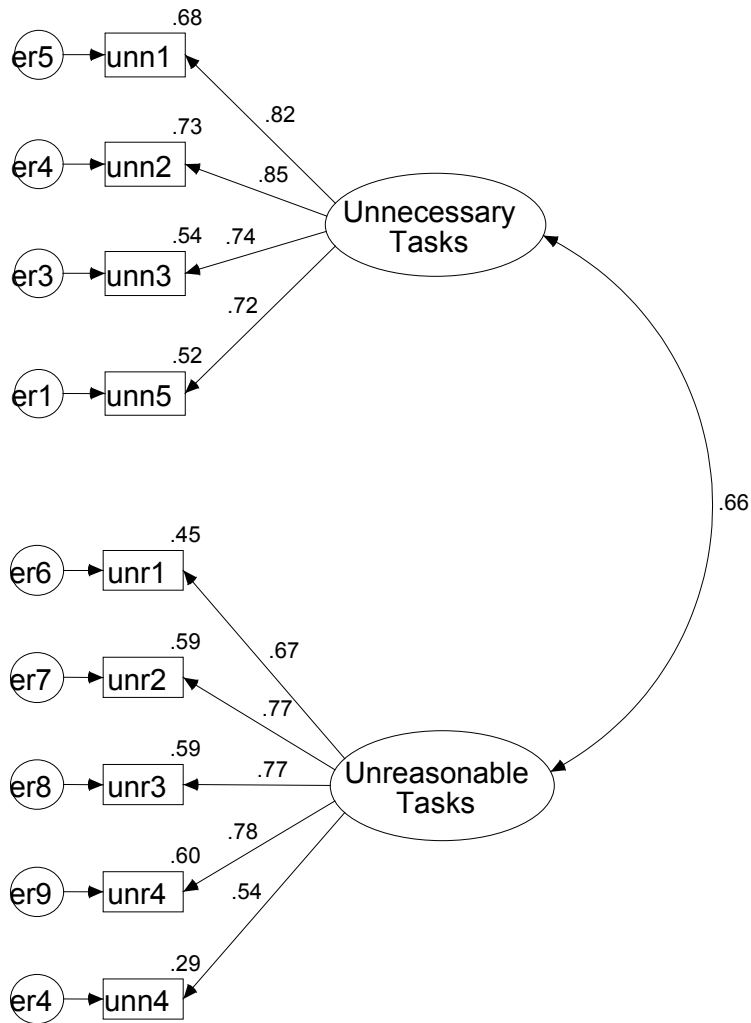 .68
er5 unn1
.82
.73
er4 unn2
.85
Unnecessary
Tasks
.54 .74
er3 unn3
.72
.52
er1 unn5
.66
.45
er6 unr1
.67
.59
er7 unr2
.77
.59
er8 unr3
.77
Unreasonable
Tasks
.78
.60
er9 unr4
.54
.29
er4 unn4